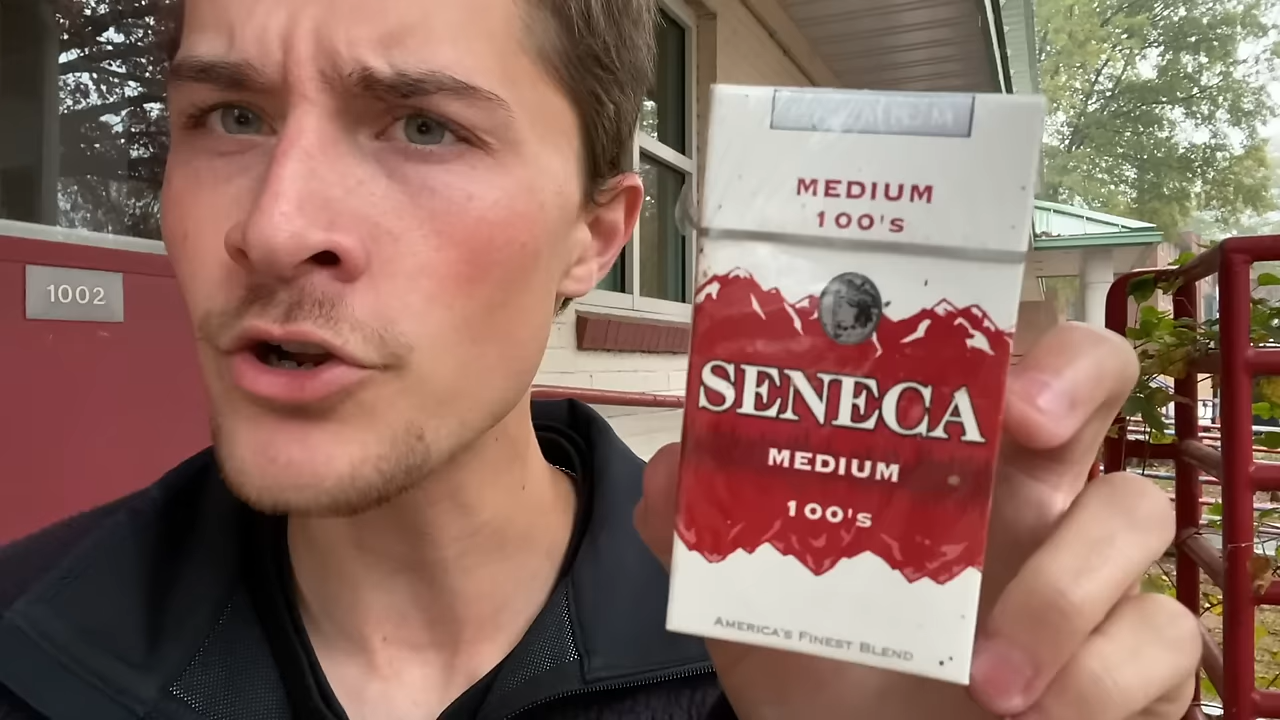 1002
MEDIUM
100's
SENECA
MEDIUM
100's
AMERICA'S FINEST BLEND